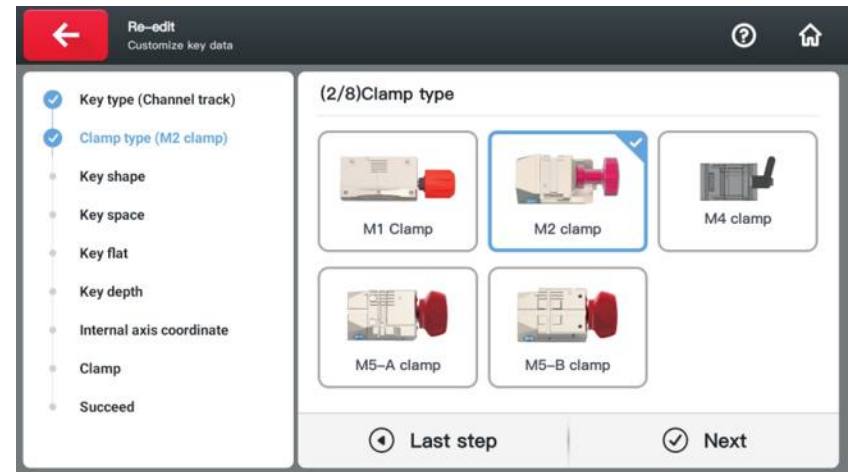 Re-edit
Customize key data
Key type (Channel track)
Clamp type (M2 clamp)
Key shape
Key space
Key flat
Key depth
Internal axis coordinate
Clamp
Succeed
(2/8)Clamp type
M1 Clamp
M2 clamp
M4 clamp
M5-A clamp
M5-B clamp
Last step
Next